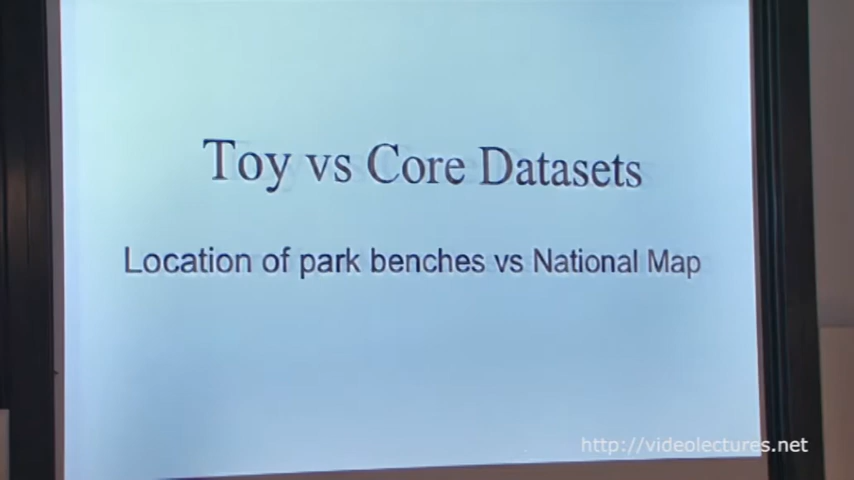 Toy vs Core Datasets
Location of park benches vs National Map
http://videolectures.net